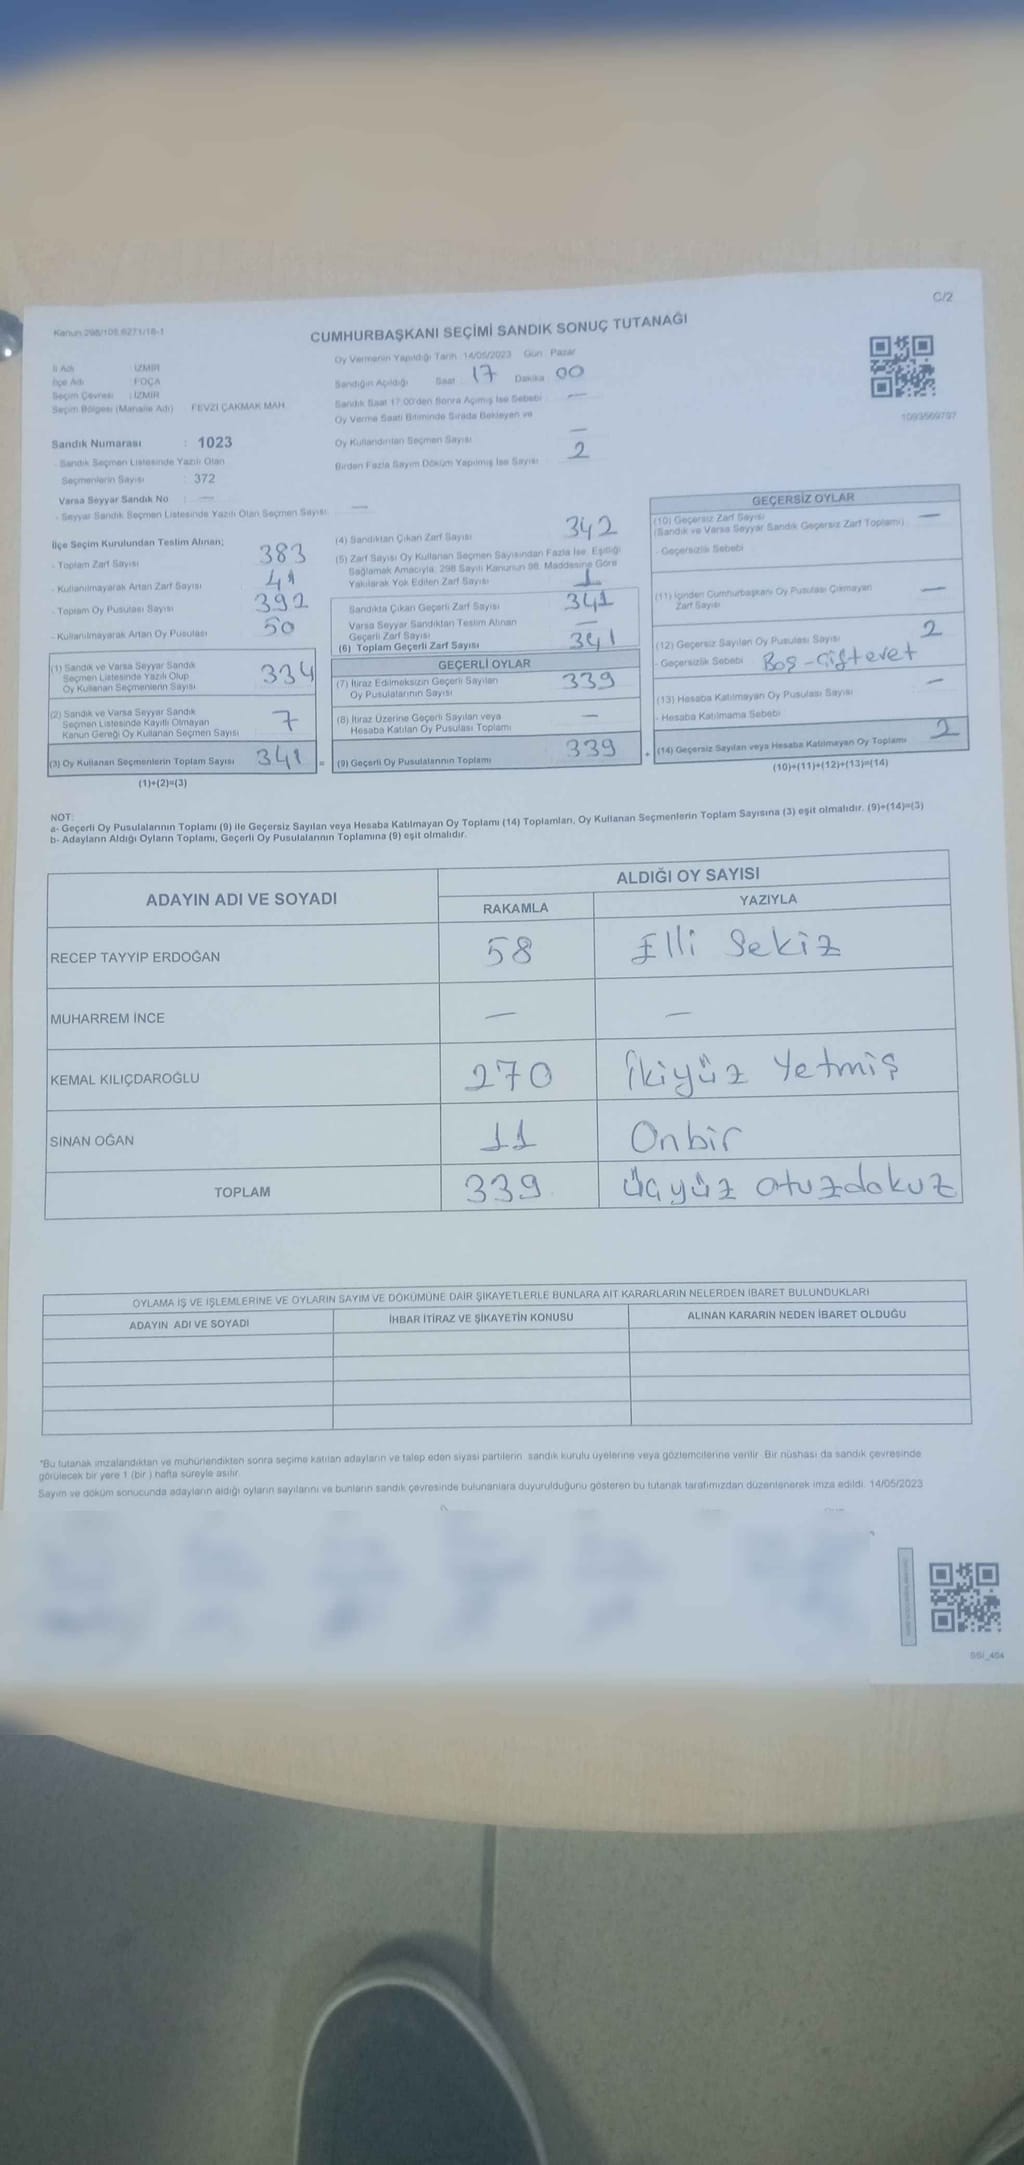 C/2
Kanun 298/105 6271/18-1
CUMHURBAŞKANI SEÇİMİ SANDIK SONUÇ TUTANAĞI
İl Adı : İZMİR
İlçe Adı : FOÇA
Seçim Çevresi : İZMİR
Seçim Bölgesi (Mahalle Adı) FEVZİ ÇAKMAK MAH.
Sandık Numarası : 1023
- Sandık Seçmen Listesinde Yazılı Olan
Seçmenlerin Sayısı : 372
Varsa Seyyar Sandık No : —
- Seyyar Sandık Seçmen Listesinde Yazılı Olan Seçmen Sayısı —
Oy Vermenin Yapıldığı Tarih : 14/05/2023 Gün : Pazar
Sandığın Açıldığı Saat 17 Dakika 00
Sandık Saat 17:00'den Sonra Açılmış İse Sebebi —
Oy Verme Saati Bitiminde Sırada Bekleyen ve
Oy Kullandırılan Seçmen Sayısı —
Birden Fazla Sayım Döküm Yapılmış İse Sayısı 2
1093569797
İlçe Seçim Kurulundan Teslim Alınan;
- Toplam Zarf Sayısı 383
- Kullanılmayarak Artan Zarf Sayısı 41
- Toplam Oy Pusulası Sayısı 392
- Kullanılmayarak Artan Oy Pusulası 50
(1) Sandık ve Varsa Seyyar Sandık
Seçmen Listesinde Yazılı Olup
Oy Kullanan Seçmenlerin Sayısı 334
(2) Sandık ve Varsa Seyyar Sandık
Seçmen Listesinde Kayıtlı Olmayan
Kanun Gereği Oy Kullanan Seçmen Sayısı 7
(3) Oy Kullanan Seçmenlerin Toplam Sayısı 341 =
(1)+(2)=(3)
(4) Sandıktan Çıkan Zarf Sayısı 342
(5) Zarf Sayısı Oy Kullanan Seçmen Sayısından Fazla İse, Eşitliği
Sağlamak Amacıyla, 298 Sayılı Kanunun 98. Maddesine Göre
Yakılarak Yok Edilen Zarf Sayısı 1
Sandıkta Çıkan Geçerli Zarf Sayısı 341
Varsa Seyyar Sandıktan Teslim Alınan
Geçerli Zarf Sayısı —
(6) Toplam Geçerli Zarf Sayısı 341
GEÇERLİ OYLAR
(7) İtiraz Edilmeksizin Geçerli Sayılan
Oy Pusulalarının Sayısı 339
(8) İtiraz Üzerine Geçerli Sayılan veya
Hesaba Katılan Oy Pusulası Toplamı —
(9) Geçerli Oy Pusulalarının Toplamı 339 +
GEÇERSİZ OYLAR
(10) Geçersiz Zarf Sayısı —
(Sandık ve Varsa Seyyar Sandık Geçersiz Zarf Toplamı)
- Geçersizlik Sebebi
(11) İçinden Cumhurbaşkanı Oy Pusulası Çıkmayan
Zarf Sayısı —
(12) Geçersiz Sayılan Oy Pusulası Sayısı 2
- Geçersizlik Sebebi Boş - çift evet
(13) Hesaba Katılmayan Oy Pusulası Sayısı —
- Hesaba Katılmama Sebebi
(14) Geçersiz Sayılan veya Hesaba Katılmayan Oy Toplamı 2
(10)+(11)+(12)+(13)=(14)
NOT:
a- Geçerli Oy Pusulalarının Toplamı (9) ile Geçersiz Sayılan veya Hesaba Katılmayan Oy Toplamı (14) Toplamları, Oy Kullanan Seçmenlerin Toplam Sayısına (3) eşit olmalıdır. (9)+(14)=(3)
b- Adayların Aldığı Oyların Toplamı, Geçerli Oy Pusulalarının Toplamına (9) eşit olmalıdır.
ADAYIN ADI VE SOYADI
ALDIĞI OY SAYISI
RAKAMLA YAZIYLA
RECEP TAYYIP ERDOĞAN 58 Elli Sekiz
MUHARREM İNCE — —
KEMAL KILIÇDAROĞLU 270 İkiyüz Yetmiş
SİNAN OĞAN 11 Onbir
TOPLAM 339 üçyüz otuzdokuz
OYLAMA İŞ VE İŞLEMLERİNE VE OYLARIN SAYIM VE DÖKÜMÜNE DAİR ŞİKAYETLERLE BUNLARA AİT KARARLARIN NELERDEN İBARET BULUNDUKLARI
ADAYIN ADI VE SOYADI İHBAR İTİRAZ VE ŞİKAYETİN KONUSU ALINAN KARARIN NEDEN İBARET OLDUĞU
*Bu tutanak imzalandıktan ve mühürlendikten sonra seçime katılan adayların ve talep eden siyasi partilerin sandık kurulu üyelerine veya gözlemcilerine verilir. Bir nüshası da sandık çevresinde
görülecek bir yere 1 (bir ) hafta süreyle asılır.
Sayım ve döküm sonucunda adayların aldığı oyların sayılarını ve bunların sandık çevresinde bulunanlara duyurulduğunu gösteren bu tutanak tarafımızdan düzenlenerek imza edildi. 14/05/2023
SSI_404